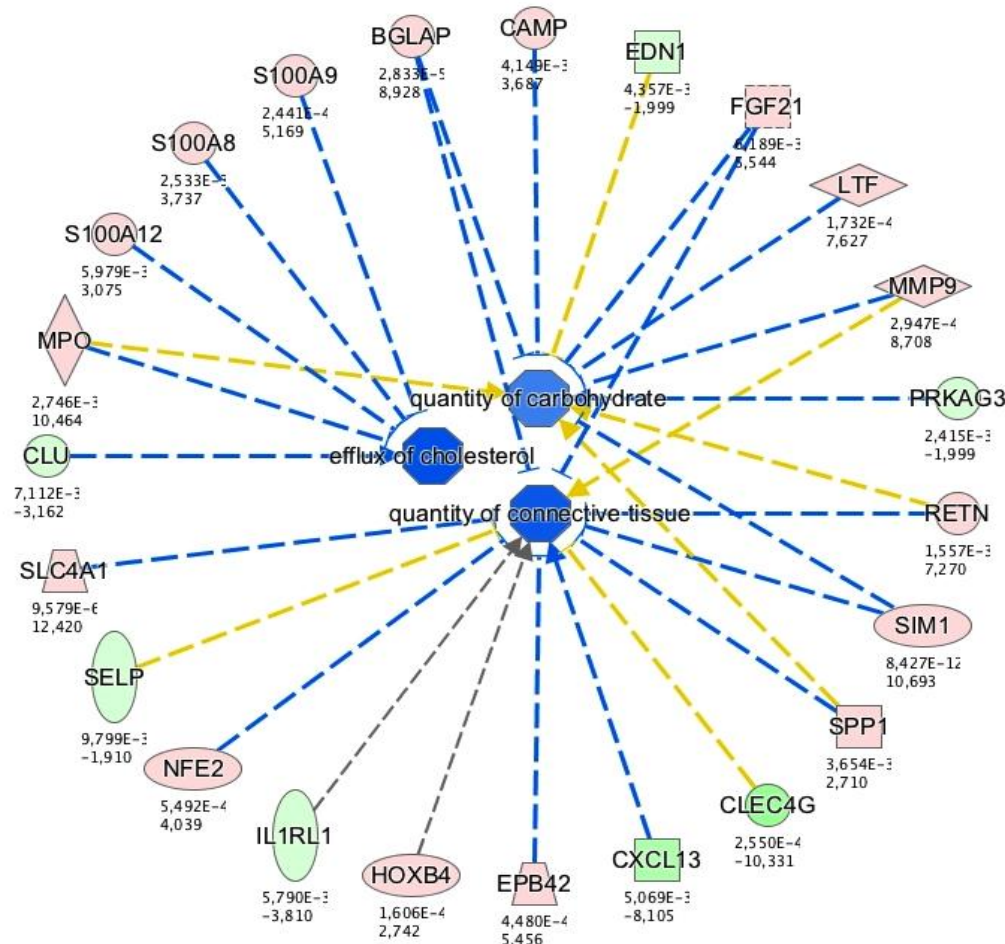 BGLAP
2,833E-5
8,928
CAMP
4,149E-3
3,687
EDN1
4,357E-3
-1,999
S100A9
2,441E-4
5,169
FGF21
6,189E-3
S100A8
2,533E-3
3,737
LTF
1,732E-4
7,627
S100A12
5,979E-3
3,075
MMP9
2,947E-4
8,708
MPO
2,746E-3
10,464
quantity of carbohydrate
PRKAG3
2,415E-3
-1,999
CLU
7,112E-3
-3,162
efflux of cholesterol
quantity of connective tissue
RETN
1,557E-3
7,270
SLC4A1
9,579E-6
12,420
SIM1
8,427E-12
10,693
SELP
9,799E-3
-1,910
SPP1
3,654E-3
2,710
NFE2
5,492E-4
4,039
CLEC4G
2,550E-4
-10,331
IL1RL1
5,790E-3
-3,810
HOXB4
1,606E-4
2,742
EPB42
4,480E-4
5,456
CXCL13
5,069E-3
-8,105